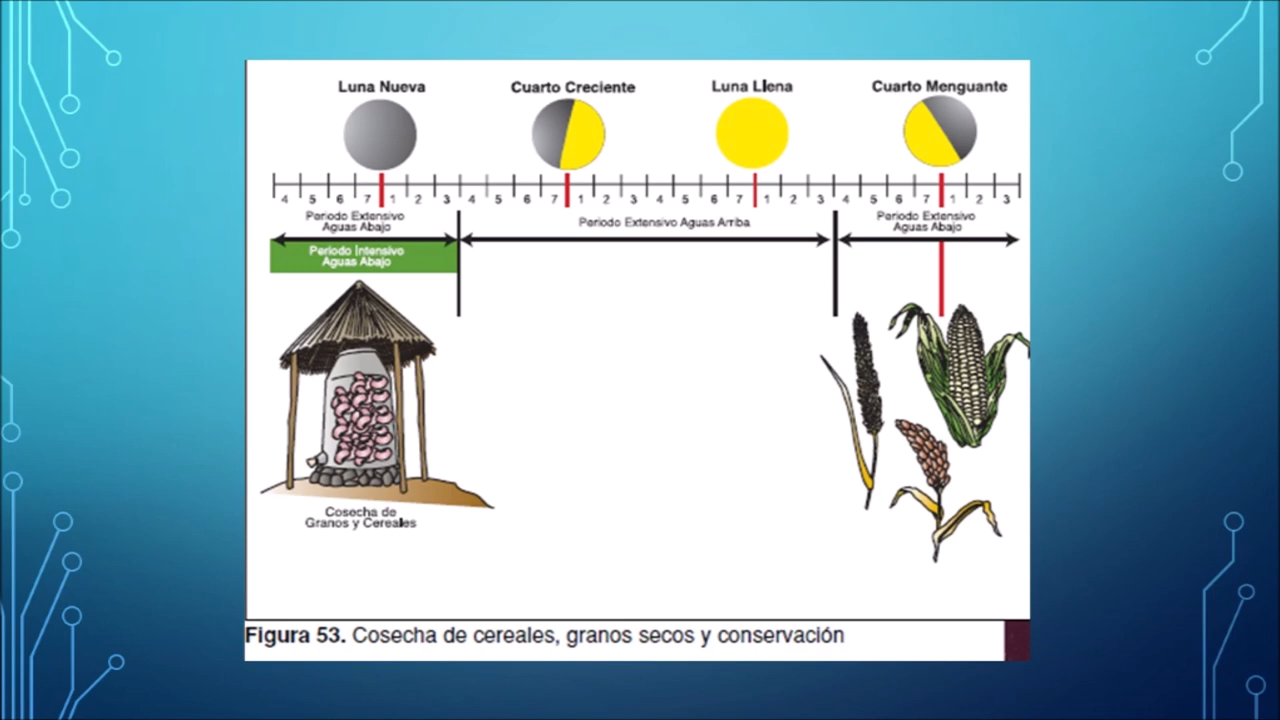 Luna Nueva Cuarto Creciente Luna Llena Cuarto Menguante
4 5 6 7 1 2 3 4 5 6 7 1 2 3 4 5 6 7 1 2 3 4 5 6 7 1 2 3
Periodo Extensivo
Aguas Abajo
Periodo Extensivo Aguas Arriba
Periodo Extensivo
Aguas Abajo
Periodo Intensivo
Aguas Abajo
Cosecha de
Granos y Cereales
Figura 53. Cosecha de cereales, granos secos y conservación